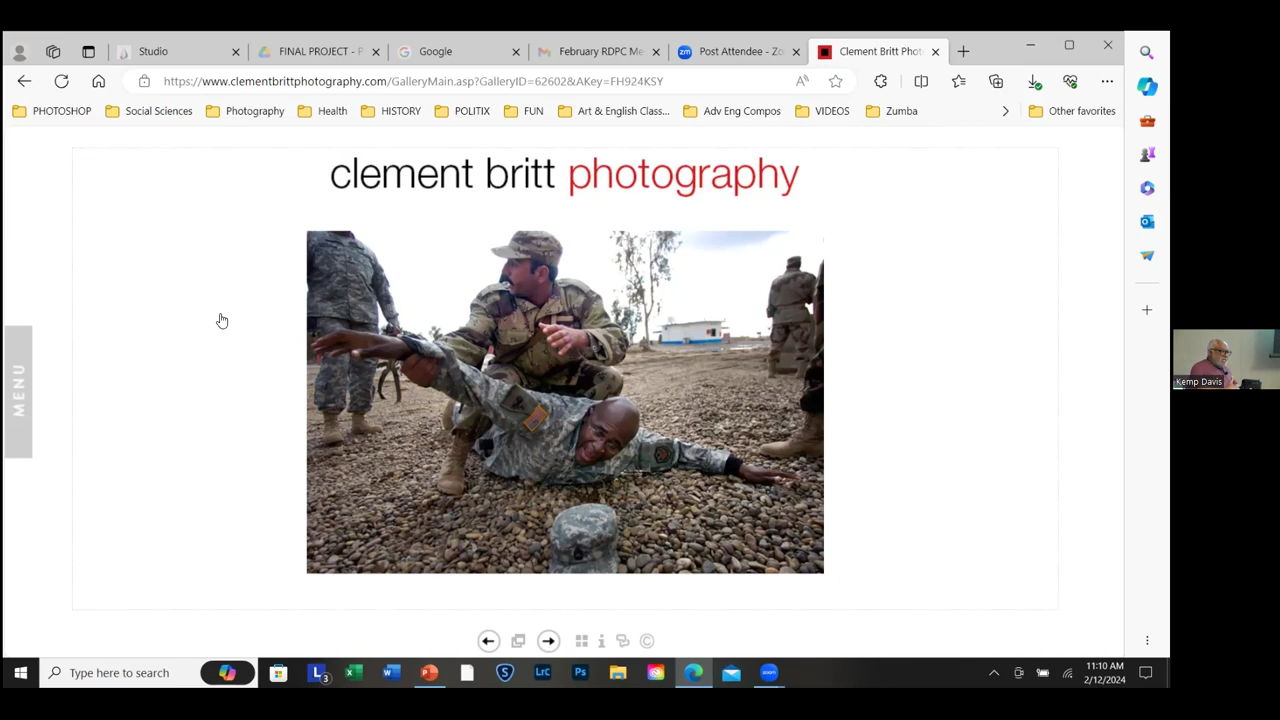 Studio
FINAL PROJECT - P
Google
February RDPC Me
Post Attendee - Zo
Clement Britt Phot
https://www.clementbrittphotography.com/GalleryMain.asp?GalleryID=62602&AKey=FH924KSY
PHOTOSHOP
Social Sciences
Photography
Health
HISTORY
POLITIX
FUN
Art & English Class...
Adv Eng Compos
VIDEOS
Zumba
Other favorites
clement britt photography
MENU
Kemp Davis
Type here to search
11:10 AM
2/12/2024